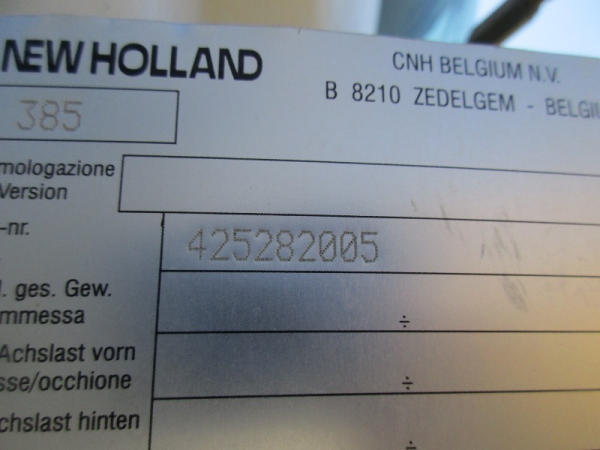 NEW HOLLAND
CNH BELGIUM N.V.
B 8210 ZEDELGEM - BELGIU
385
mologazione
Version
-nr.
425282005
. ges. Gew.
mmessa
÷
Achslast vorn
sse/occhione
÷
chslast hinten
÷